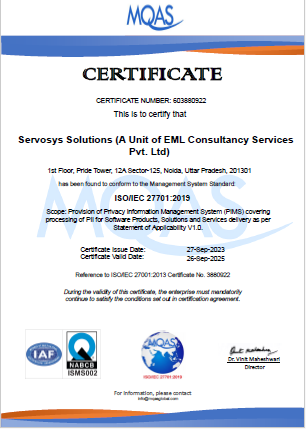 MQAS
CERTIFICATE
CERTIFICATE NUMBER: 603880922
This is to certify that
Servosys Solutions (A Unit of EML Consultancy Services
Pvt. Ltd)
1st Floor, Pride Tower, 12A Sector-125, Noida, Uttar Pradesh, 201301
has been found to conform to the Management System Standard:
ISO/IEC 27701:2019
Scope: Provision of Privacy Information Management System (PIMS) covering
processing of PII for Software Products, Solutions and Services delivery as per
Statement of Applicability V1.0.
Certificate Issue Date: 27-Sep-2023
Certificate Valid Date: 26-Sep-2025
Reference to ISO/IEC 27001:2013 Certificate No. 3880922
During the validity of this certificate, the enterprise must mandatorily
continue to satisfy the conditions set out in certification agreement.
IAF
NABCB
ISMS002
MQAS
ISO/IEC 27701:2019
Dr. Vinit Maheshwari
Director
For information, please contact
info@mqasglobal.com